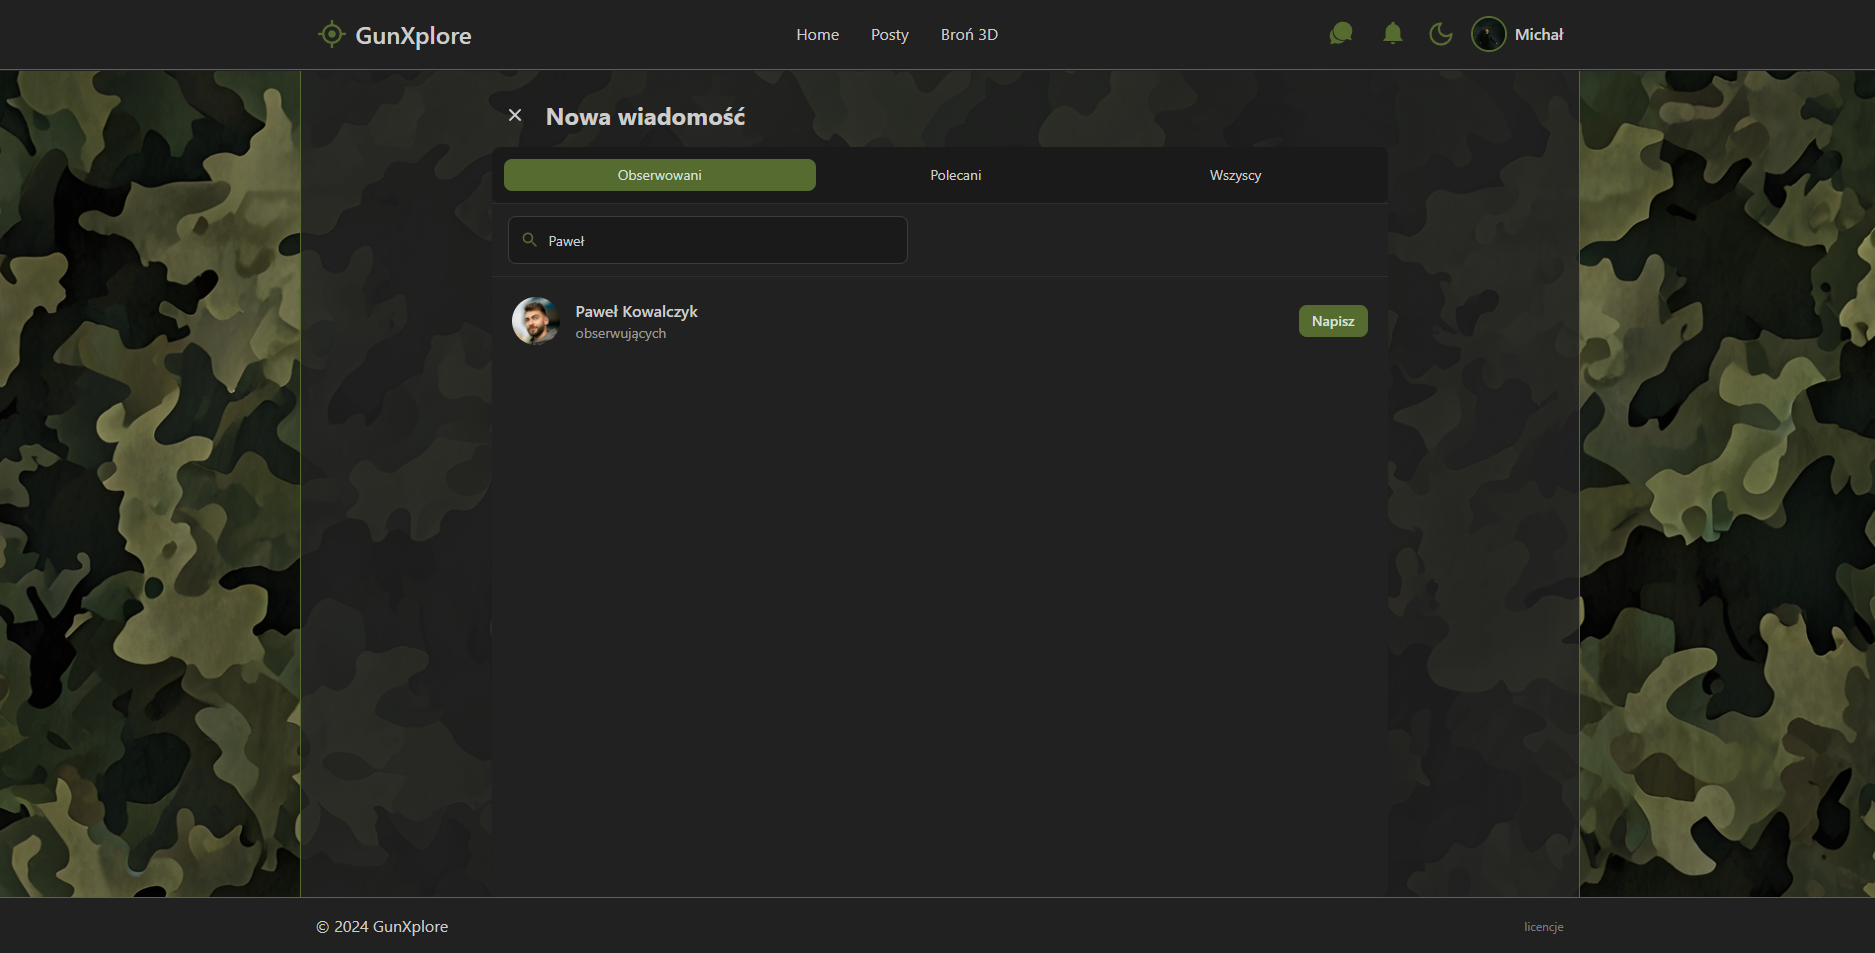 GunXplore
Home
Posty
Broń 3D
Michał
Nowa wiadomość
Obserwowani
Polecani
Wszyscy
Paweł
Paweł Kowalczyk
obserwujących
Napisz
© 2024 GunXplore
licencje